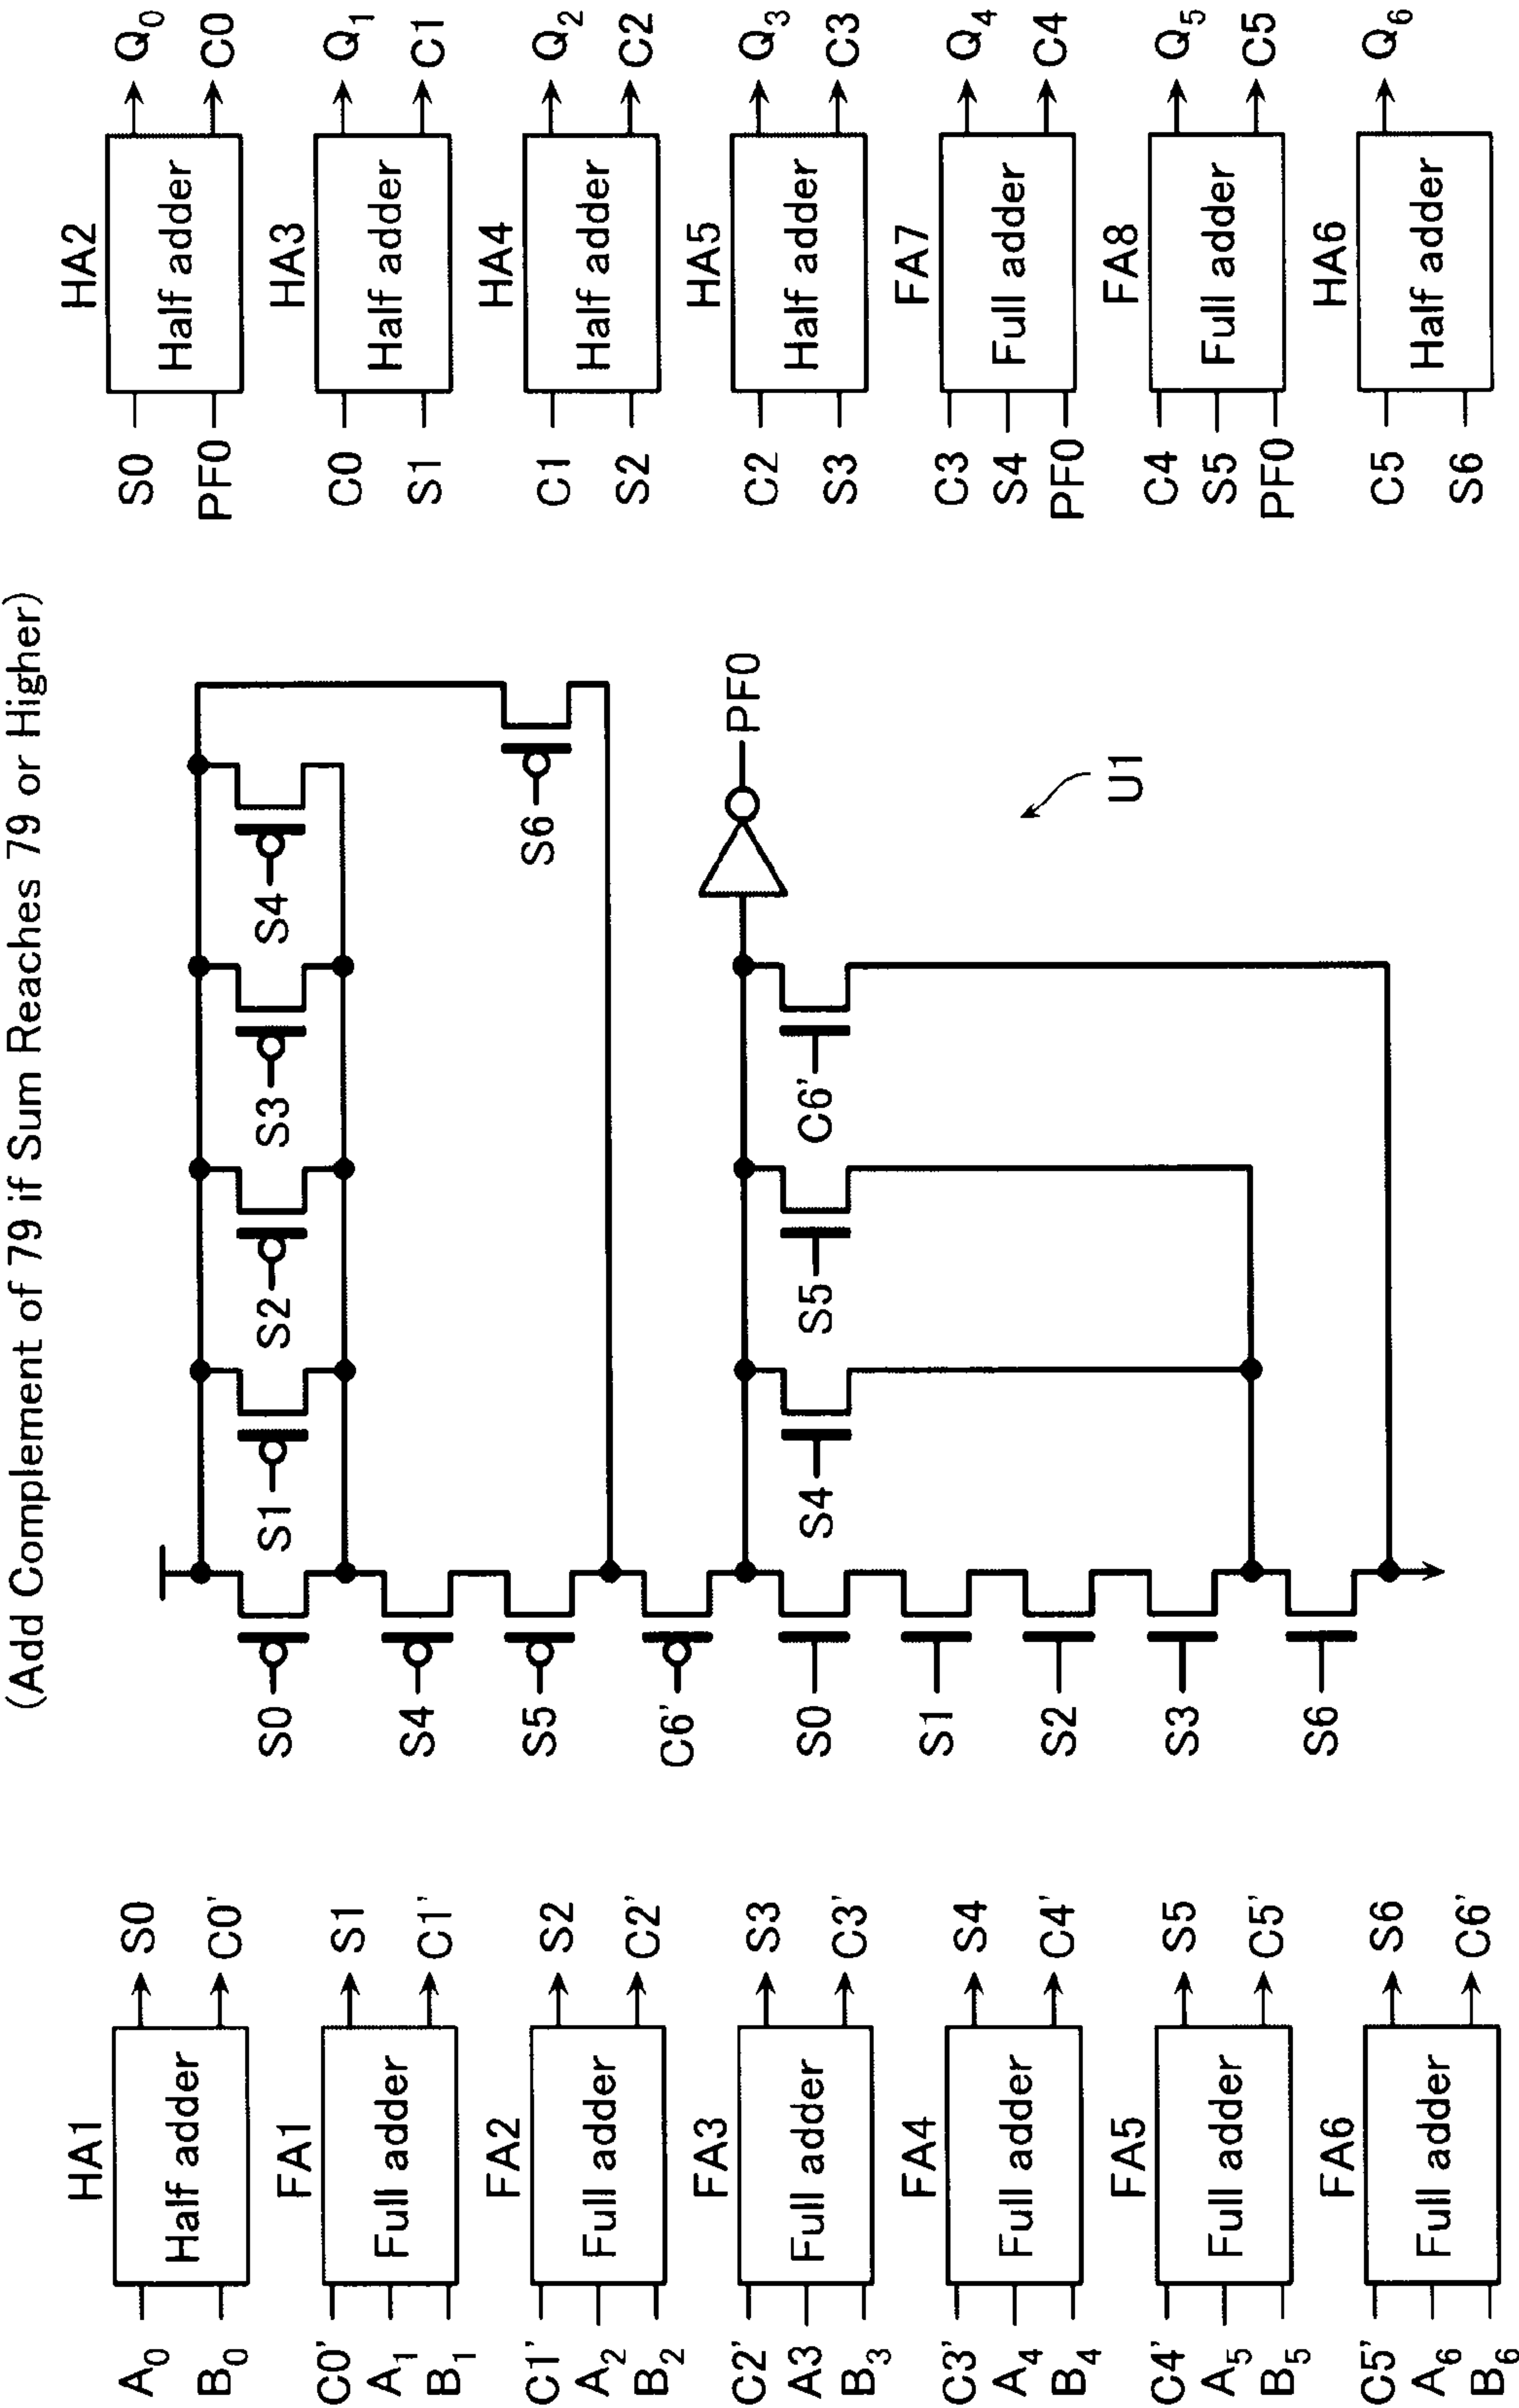 (Add Complement of 79 if Sum Reaches 79 or Higher)
HA1
A0
B0
Half adder
S0
C0'
FA1
C0'
A1
B1
Full adder
S1
C1'
FA2
C1'
A2
B2
Full adder
S2
C2'
FA3
C2'
A3
B3
Full adder
S3
C3'
FA4
C3'
A4
B4
Full adder
S4
C4'
FA5
C4'
A5
B5
Full adder
S5
C5'
FA6
C5'
A6
B6
Full adder
S6
C6'
S0
S1
S2
S3
S4
S4
S5
S6
C6'
S0
S4
S5
C6'
PF0
S1
S2
S3
S6
U1
HA2
S0
PF0
Half adder
Q0
C0
HA3
C0
S1
Half adder
Q1
C1
HA4
C1
S2
Half adder
Q2
C2
HA5
C2
S3
Half adder
Q3
C3
FA7
C3
S4
PF0
Full adder
Q4
C4
FA8
C4
S5
PF0
Full adder
Q5
C5
HA6
C5
S6
Half adder
Q6